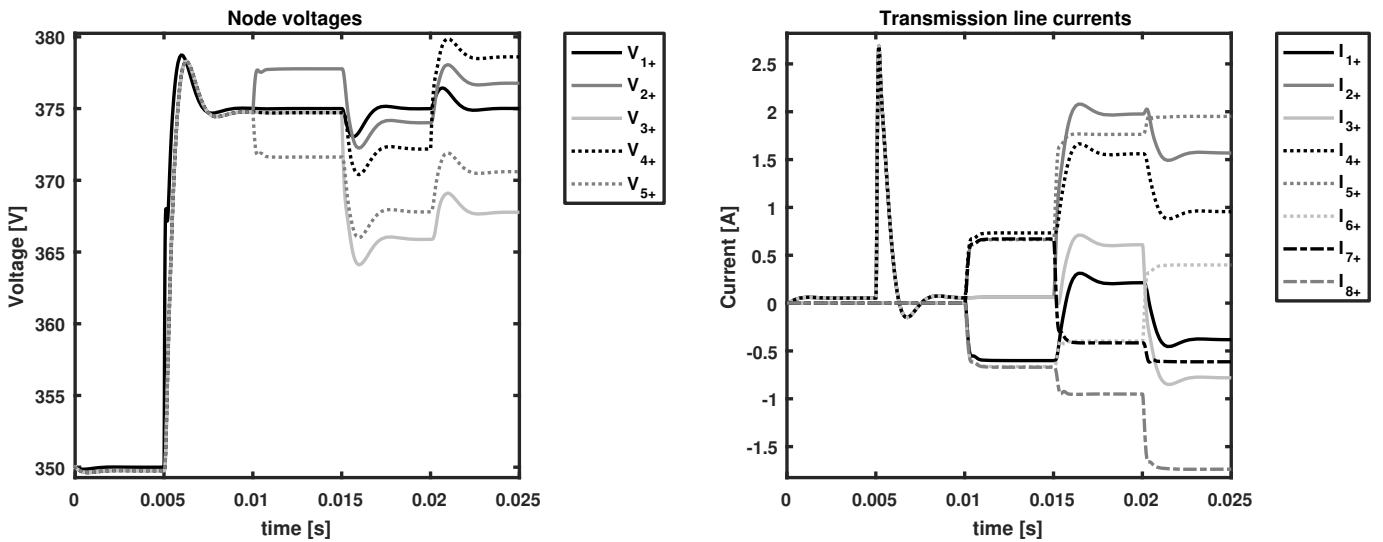 Node voltages
380
375
370
365
360
355
350
0
0.005
0.01
0.015
0.02
0.025
Voltage [V]
time [s]
V1+
V2+
V3+
V4+
V5+
Transmission line currents
2.5
2
1.5
1
0.5
0
-0.5
-1
-1.5
0
0.005
0.01
0.015
0.02
0.025
Current [A]
time [s]
I1+
I2+
I3+
I4+
I5+
I6+
I7+
I8+